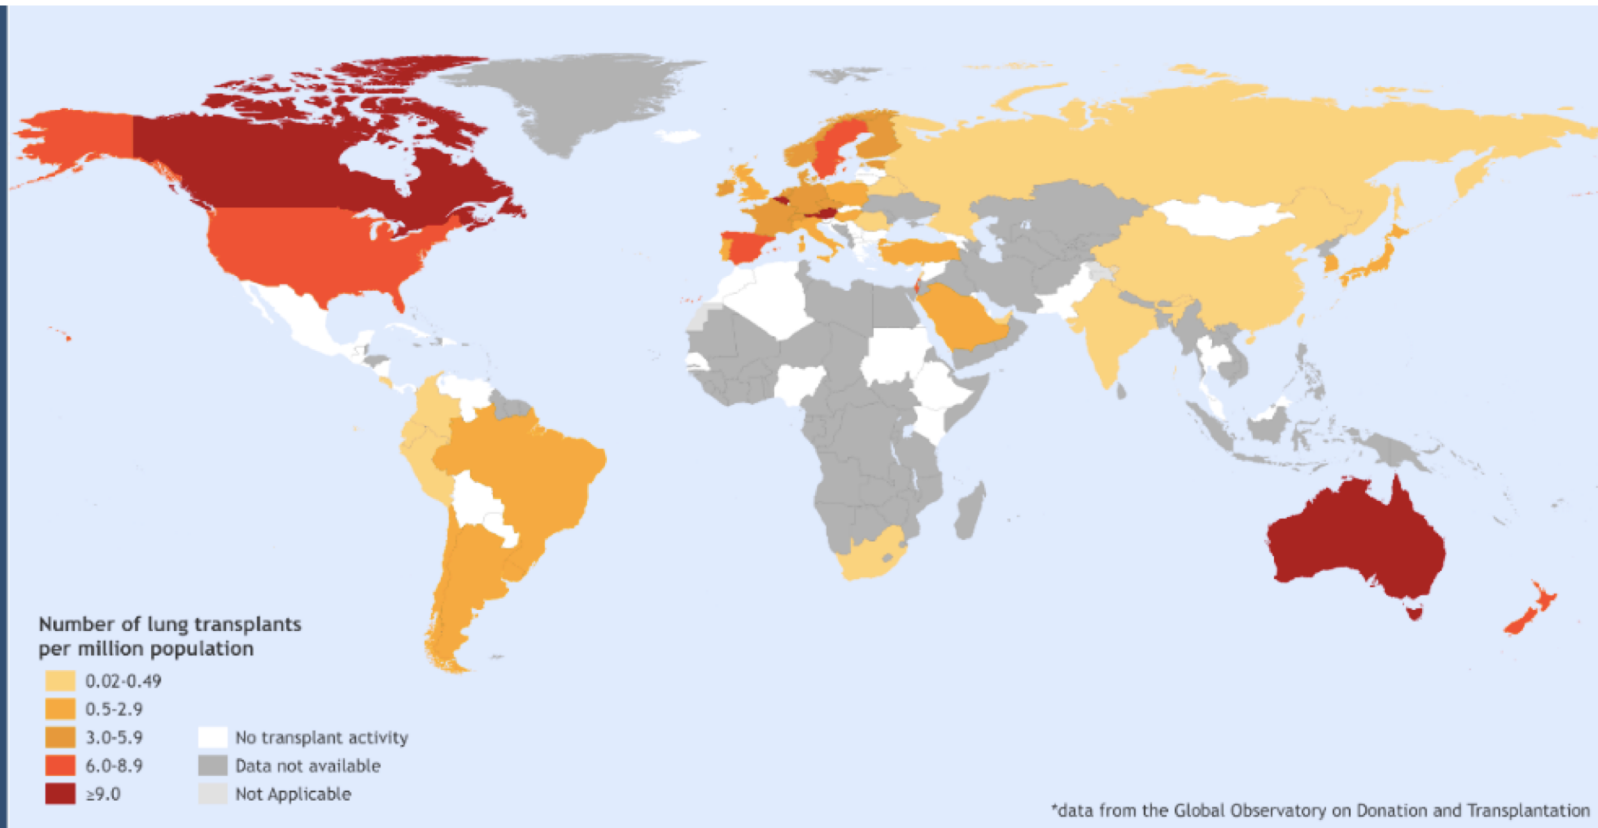 Number of lung transplants
per million population
0.02-0.49
0.5-2.9
3.0-5.9
6.0-8.9
≥9.0
No transplant activity
Data not available
Not Applicable
*data from the Global Observatory on Donation and Transplantation